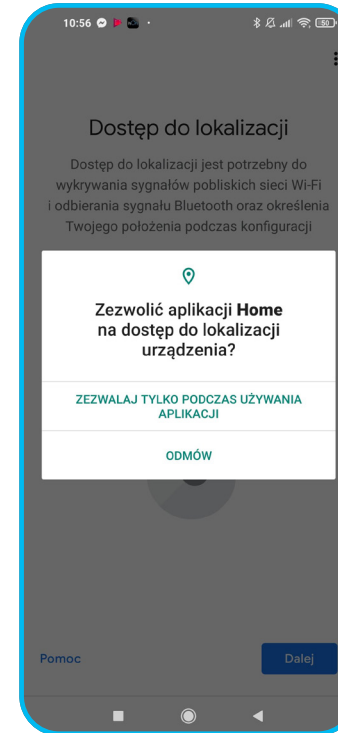 10:56
50
Dostęp do lokalizacji
Dostęp do lokalizacji jest potrzebny do
wykrywania sygnałów pobliskich sieci Wi-Fi
i odbierania sygnału Bluetooth oraz określenia
Twojego położenia podczas konfiguracji
Zezwolić aplikacji Home
na dostęp do lokalizacji
urządzenia?
ZEZWALAJ TYLKO PODCZAS UŻYWANIA
APLIKACJI
ODMÓW
Pomoc
Dalej